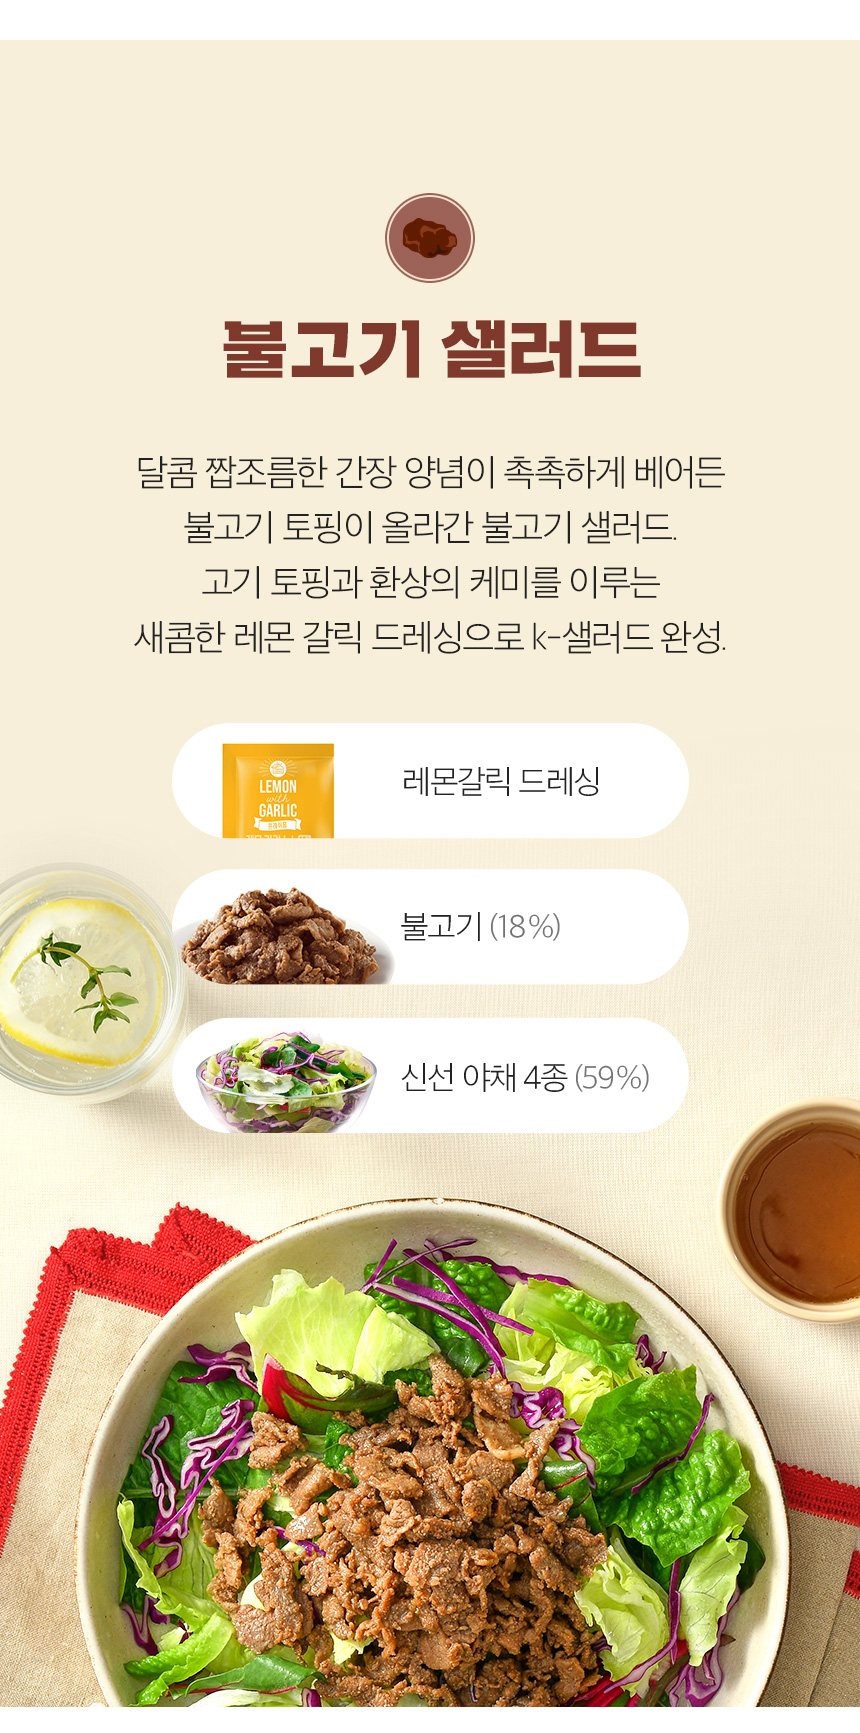 불고기 샐러드
달콤 짭조름한 간장 양념이 촉촉하게 베어든
불고기 토핑이 올라간 불고기 샐러드.
고기 토핑과 환상의 케미를 이루는
새콤한 레몬 갈릭 드레싱으로 k-샐러드 완성.
LEMON
with
GARLIC
레몬갈릭 드레싱
불고기 (18%)
신선 야채 4종 (59%)